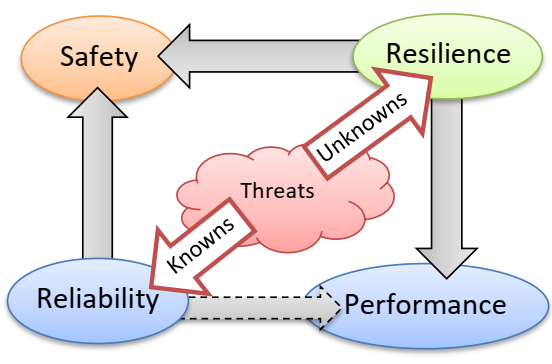 Safety
Resilience
Unknowns
Threats
Knowns
Reliability
Performance